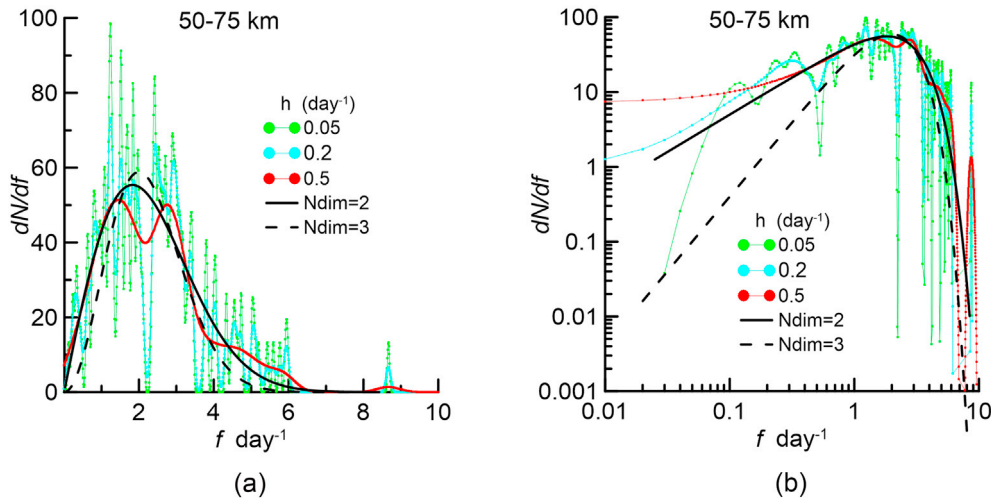 50-75 km
100
80
60
40
20
0
dN/df
h (day⁻¹)
0.05
0.2
0.5
Ndim=2
Ndim=3
0 2 4 6 8 10
f day⁻¹
(a)
50-75 km
100
10
1
0.1
0.01
0.001
dN/df
h (day⁻¹)
0.05
0.2
0.5
Ndim=2
Ndim=3
0.01 0.1 1 10
f day⁻¹
(b)